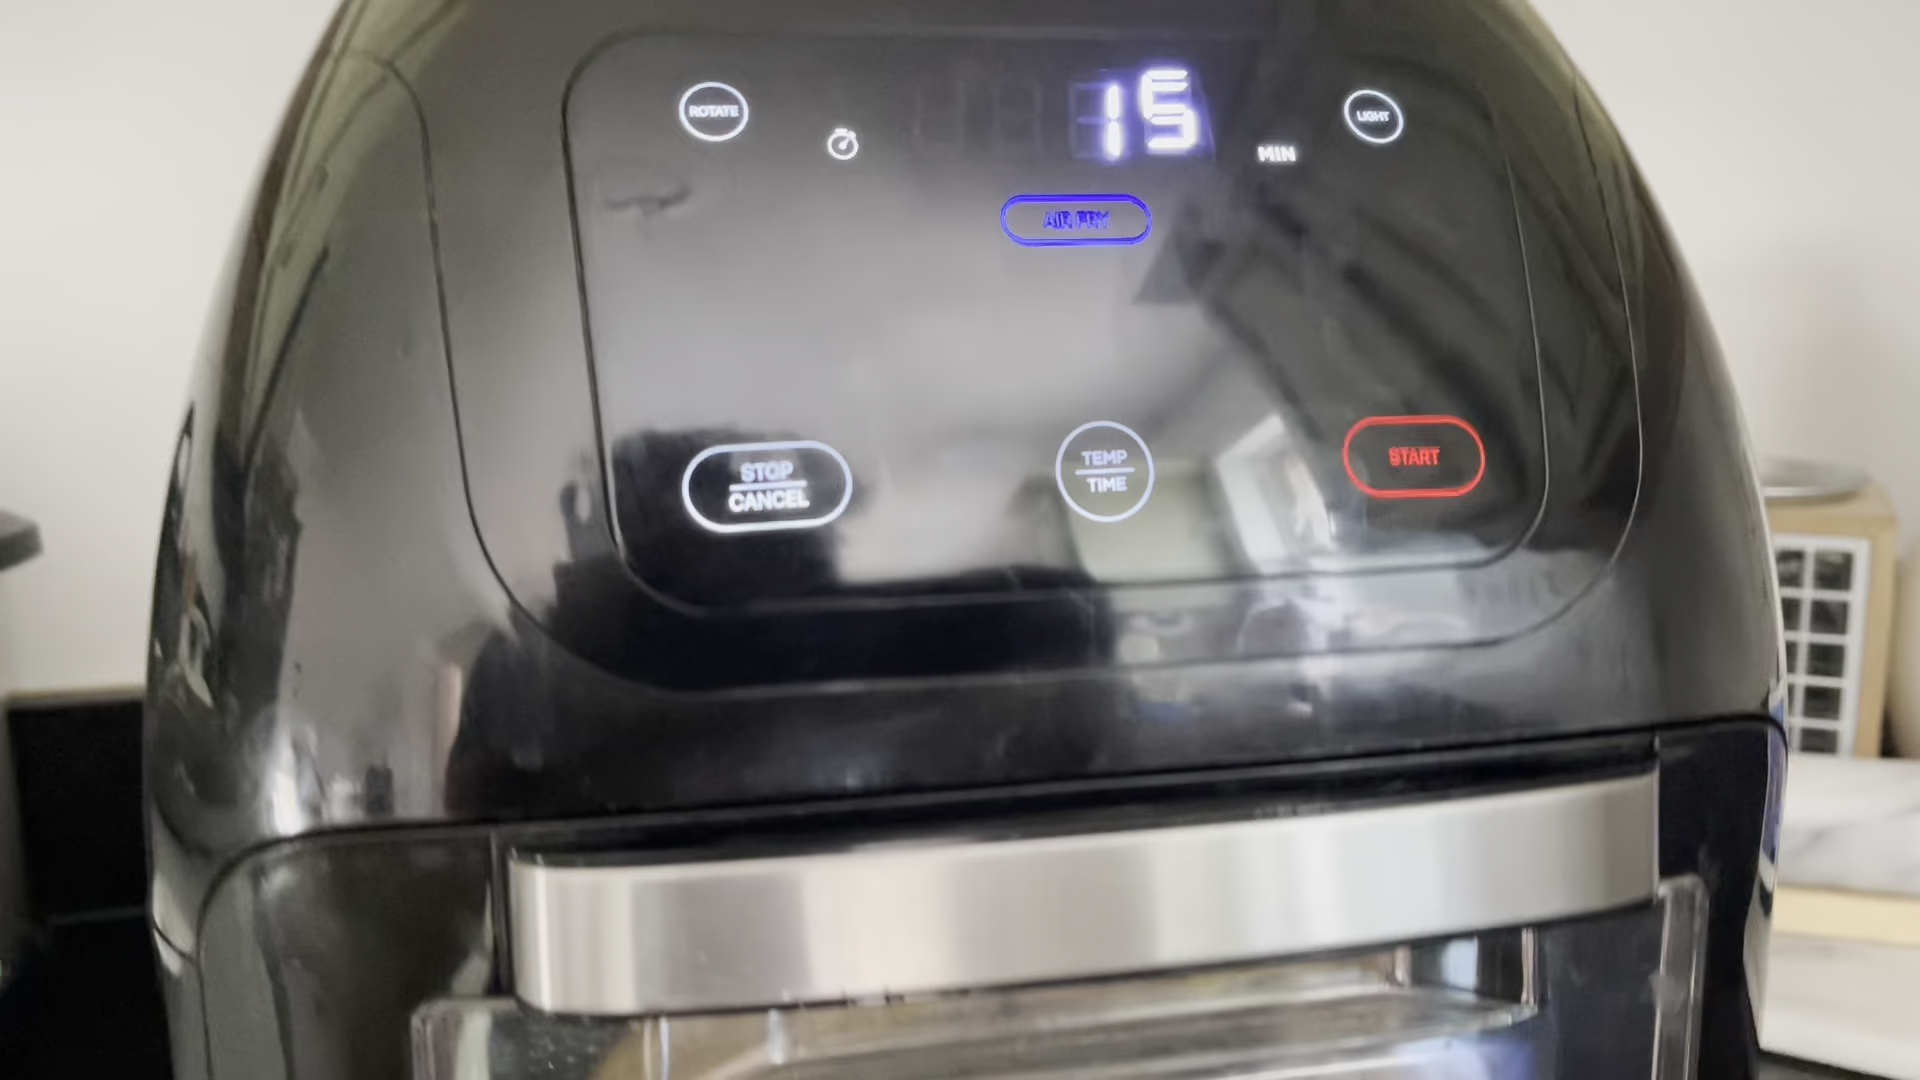 ROTATE
15
MIN
LIGHT
AIR FRY
STOP
CANCEL
TEMP
TIME
START